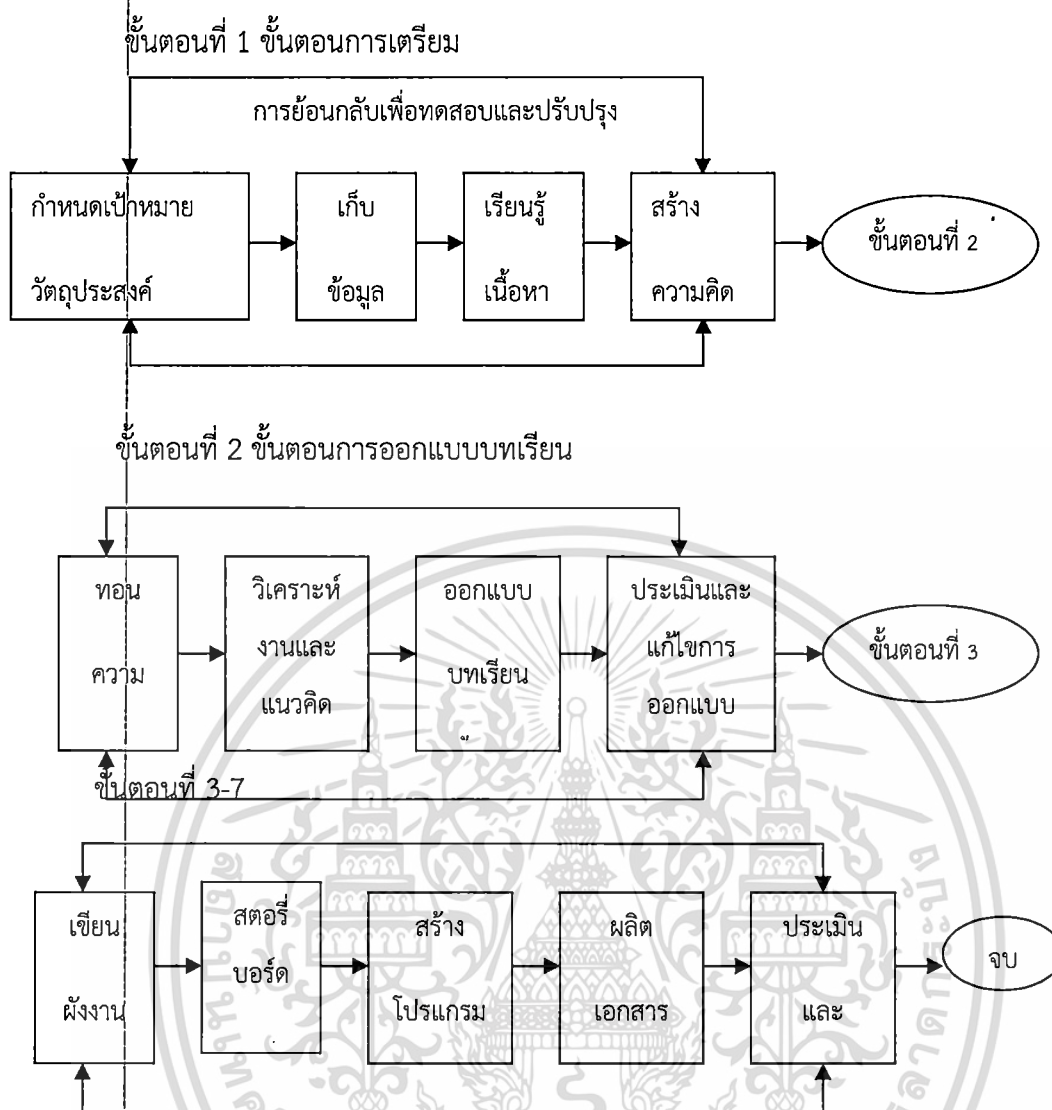 ขั้นตอนที่ 1 ขั้นตอนการเตรียม
การย้อนกลับเพื่อทดสอบและปรับปรุง
กำหนดเป้าหมาย
วัตถุประสงค์
เก็บ
ข้อมูล
เรียนรู้
เนื้อหา
สร้าง
ความคิด
ขั้นตอนที่ 2
ขั้นตอนที่ 2 ขั้นตอนการออกแบบบทเรียน
ทอน
ความ
วิเคราะห์
งานและ
แนวคิด
ออกแบบ
บทเรียน
ประเมินและ
แก้ไขการ
ออกแบบ
ขั้นตอนที่ 3
ขั้นตอนที่ 3-7
เขียน
ผังงาน
สตอรี่
บอร์ด
สร้าง
โปรแกรม
ผลิต
เอกสาร
ประเมิน
และ
จบ